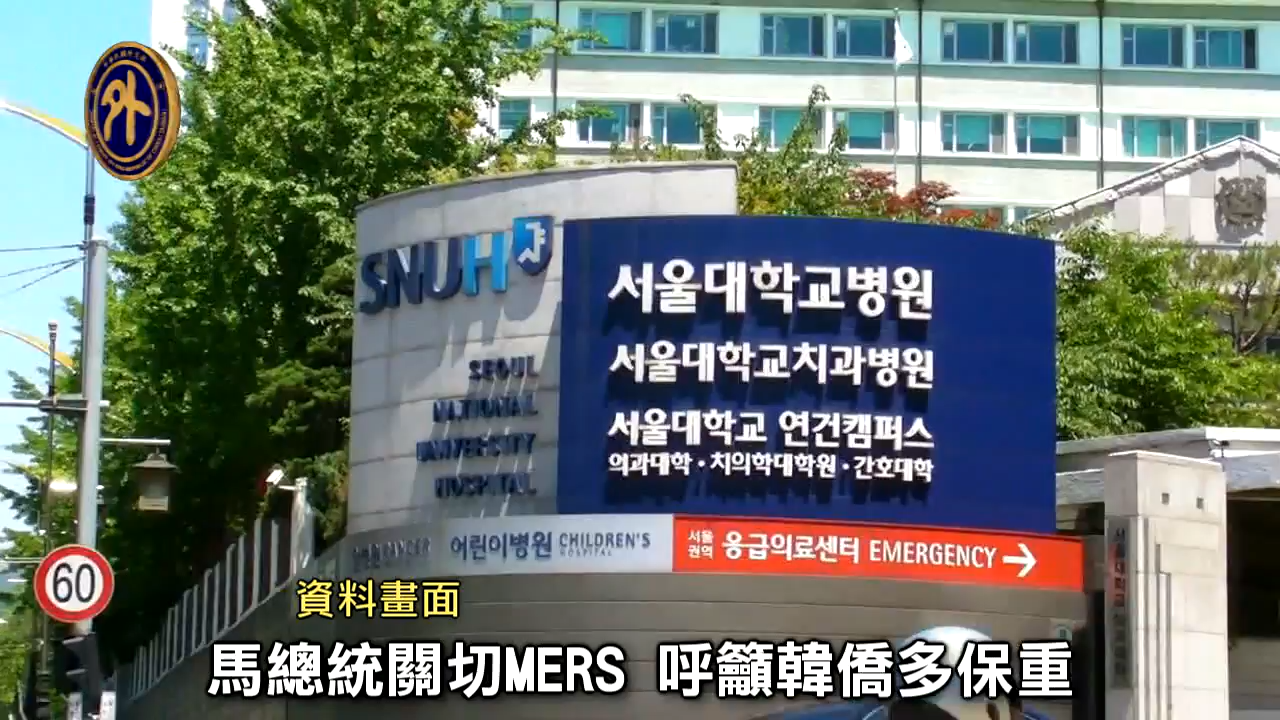 外
SNUH
SEOUL
NATIONAL
UNIVERSITY
HOSPITAL
서울대학교병원
서울대학교치과병원
서울대학교 연건캠퍼스
의과대학·치의학대학원·간호대학
CANCER
어린이병원 CHILDREN'S
HOSPITAL
서울
권역
응급의료센터 EMERGENCY
60
資料畫面
馬總統關切MERS 呼籲韓僑多保重